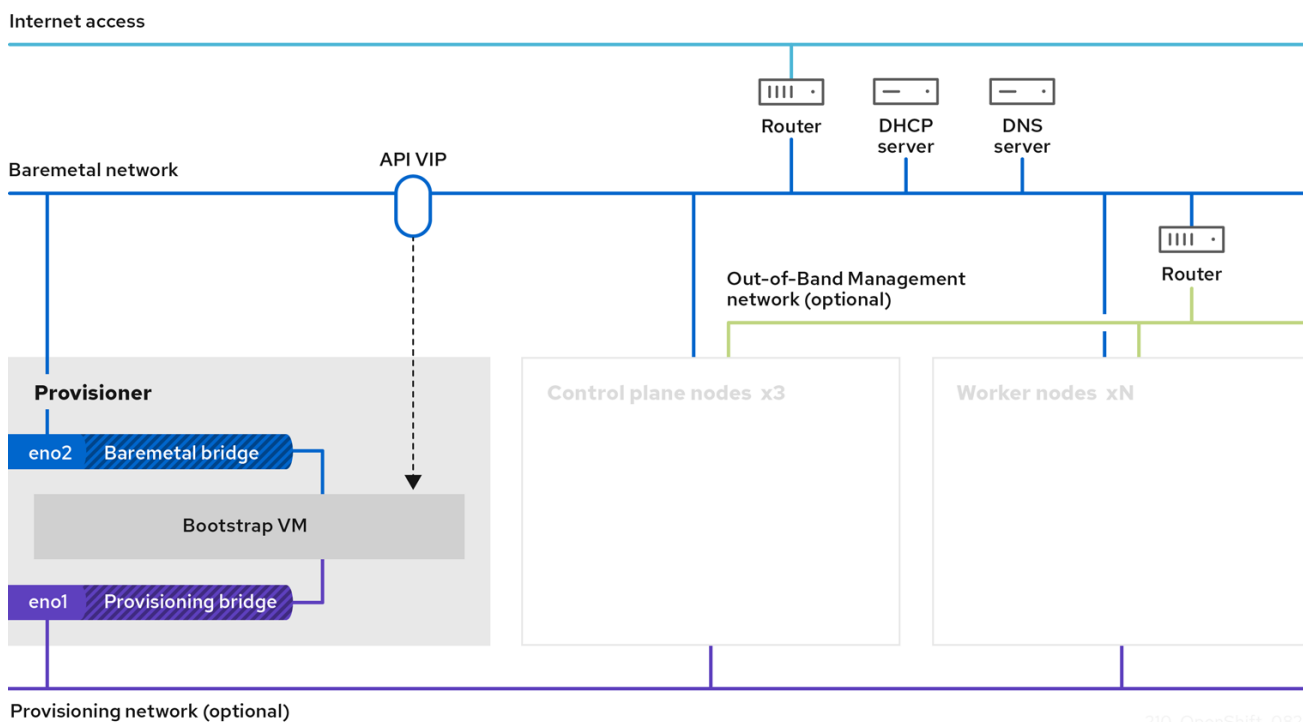 Internet access
Router
DHCP
server
DNS
server
Baremetal network
API VIP
Router
Out-of-Band Management
network (optional)
Provisioner
Control plane nodes x3
Worker nodes xN
eno2
Baremetal bridge
Bootstrap VM
eno1
Provisioning bridge
Provisioning network (optional)